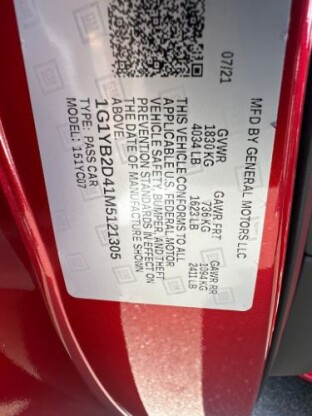 MFD BY GENERAL MOTORS LLC
07/21
GVWR GAWR FRT GAWR RR
1830 KG 736 KG 1094 KG
4034 LB 1623 LB 2411 LB
THIS VEHICLE CONFORMS TO ALL
APPLICABLE U.S. FEDERAL MOTOR
VEHICLE SAFETY, BUMPER, AND THEFT
PREVENTION STANDARDS IN EFFECT ON
THE DATE OF MANUFACTURE SHOWN
ABOVE.
1G1YB2D41M5121305
TYPE: PASS CAR
MODEL: 151YC07